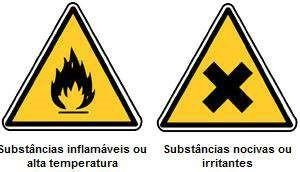 Substâncias inflamáveis ou
alta temperatura
Substâncias nocivas ou
irritantes